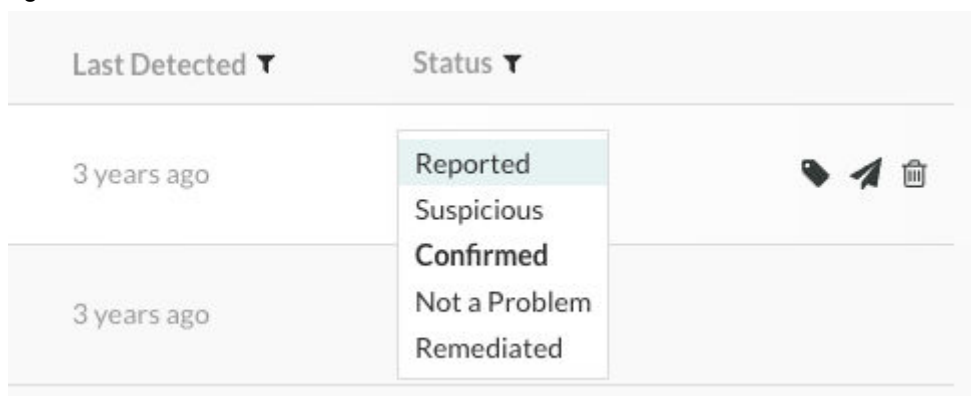 Last Detected Status
3 years ago Reported
Suspicious
Confirmed
Not a Problem
3 years ago
Remediated